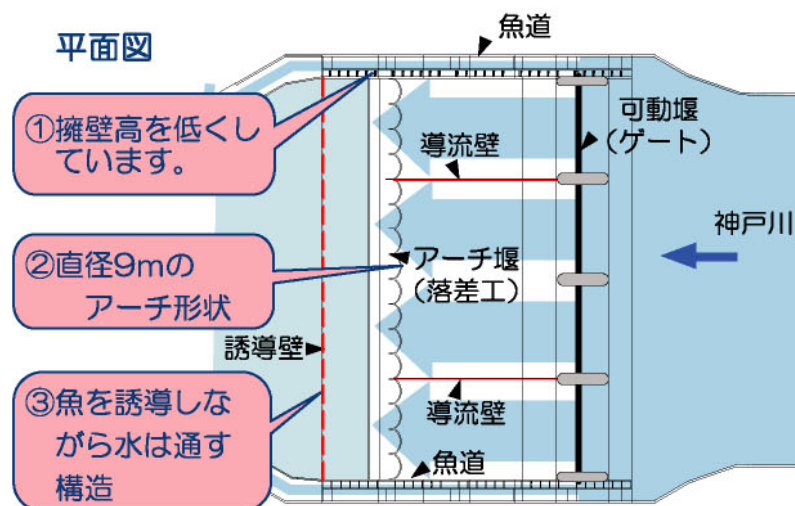 平面図
魚道
①擁壁高を低くし
ています。
可動堰
（ゲート）
導流壁
神戸川
②直径9mの
アーチ形状
アーチ堰
（落差工）
誘導壁
③魚を誘導しな
がら水は通す
構造
導流壁
魚道